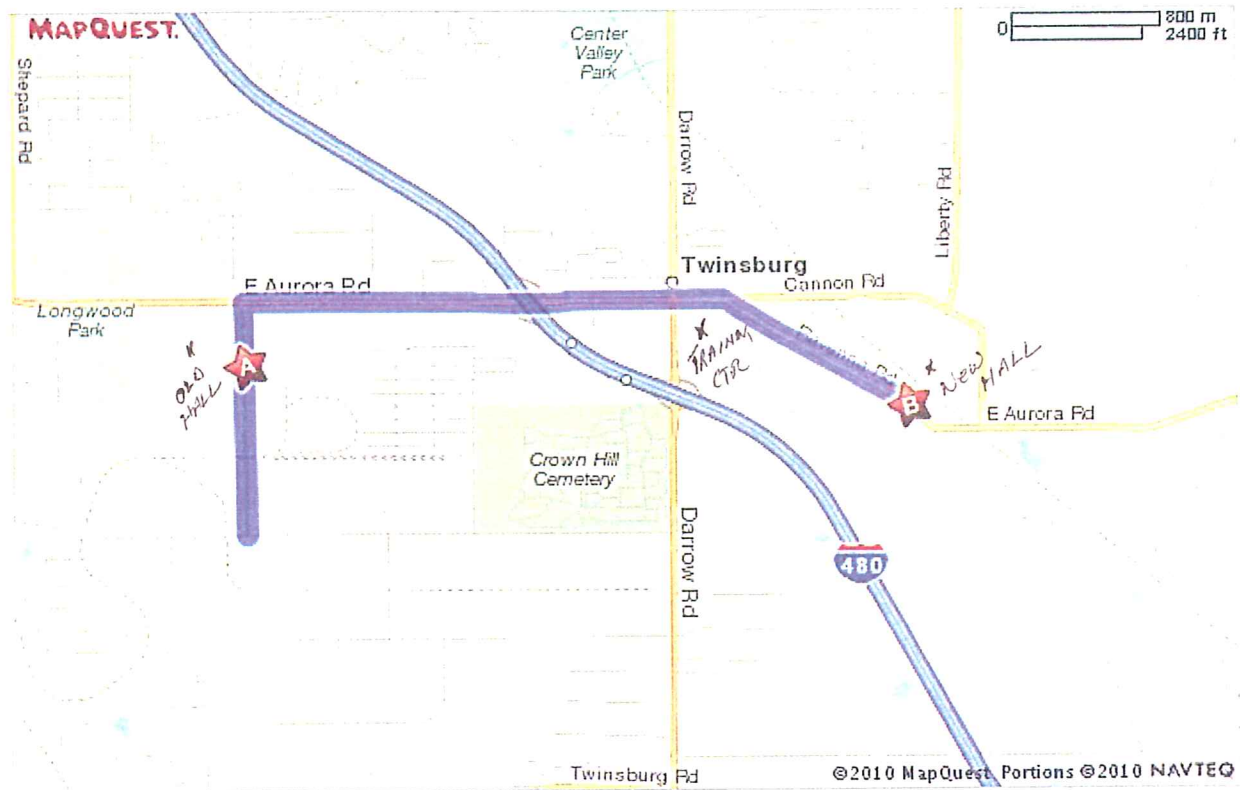 MAPQUEST.
0
800 m
2400 ft
Center
Valley
Park
Shepard Rd
Darrow Rd
Liberty Rd
Twinsburg
E Aurora Rd
Cannon Rd
Longwood
Park
OLD
HALL
A
TRAINING
CTR
NEW
HALL
B
E Aurora Rd
Crown Hill
Cemetery
Darrow Rd
480
Twinsburg Rd
©2010 MapQuest Portions ©2010 NAVTEQ